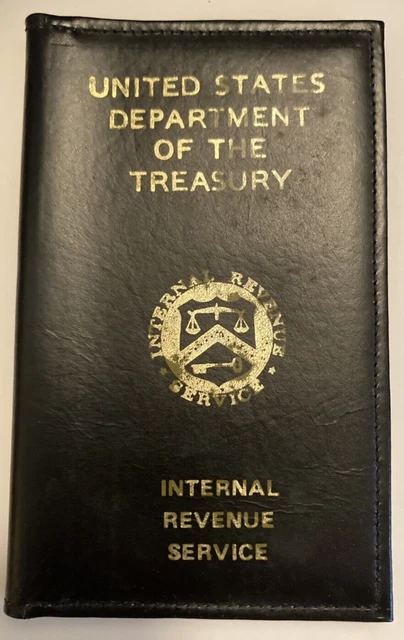 UNITED STATES
DEPARTMENT
OF THE
TREASURY
INTERNAL REVENUE
SERVICE
INTERNAL
REVENUE
SERVICE